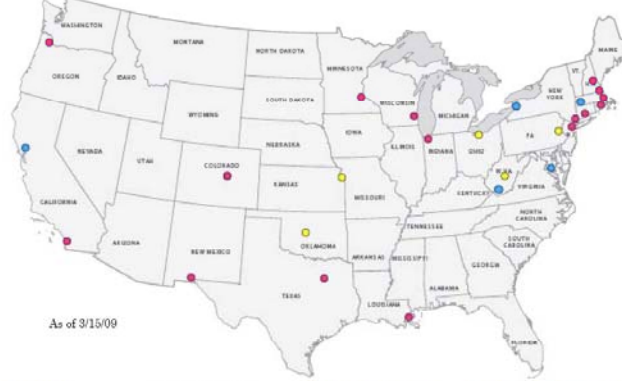 WASHINGTON
MONTANA
NORTH DAKOTA
MINNESOTA
MAINE
VT.
OREGON
IDAHO
SOUTH DAKOTA
WISCONSIN
MICHIGAN
NEW
YORK
WYOMING
IOWA
NEBRASKA
PA
NEVADA
UTAH
COLORADO
ILLINOIS
INDIANA
OHIO
KANSAS
MISSOURI
W.VA
VIRGINIA
KENTUCKY
CALIFORNIA
NORTH
CAROLINA
TENNESSEE
ARIZONA
NEW MEXICO
OKLAHOMA
ARKANSAS
MISSISSIPPI
SOUTH
CAROLINA
GEORGIA
ALABAMA
TEXAS
LOUISIANA
As of 3/15/09
FLORIDA